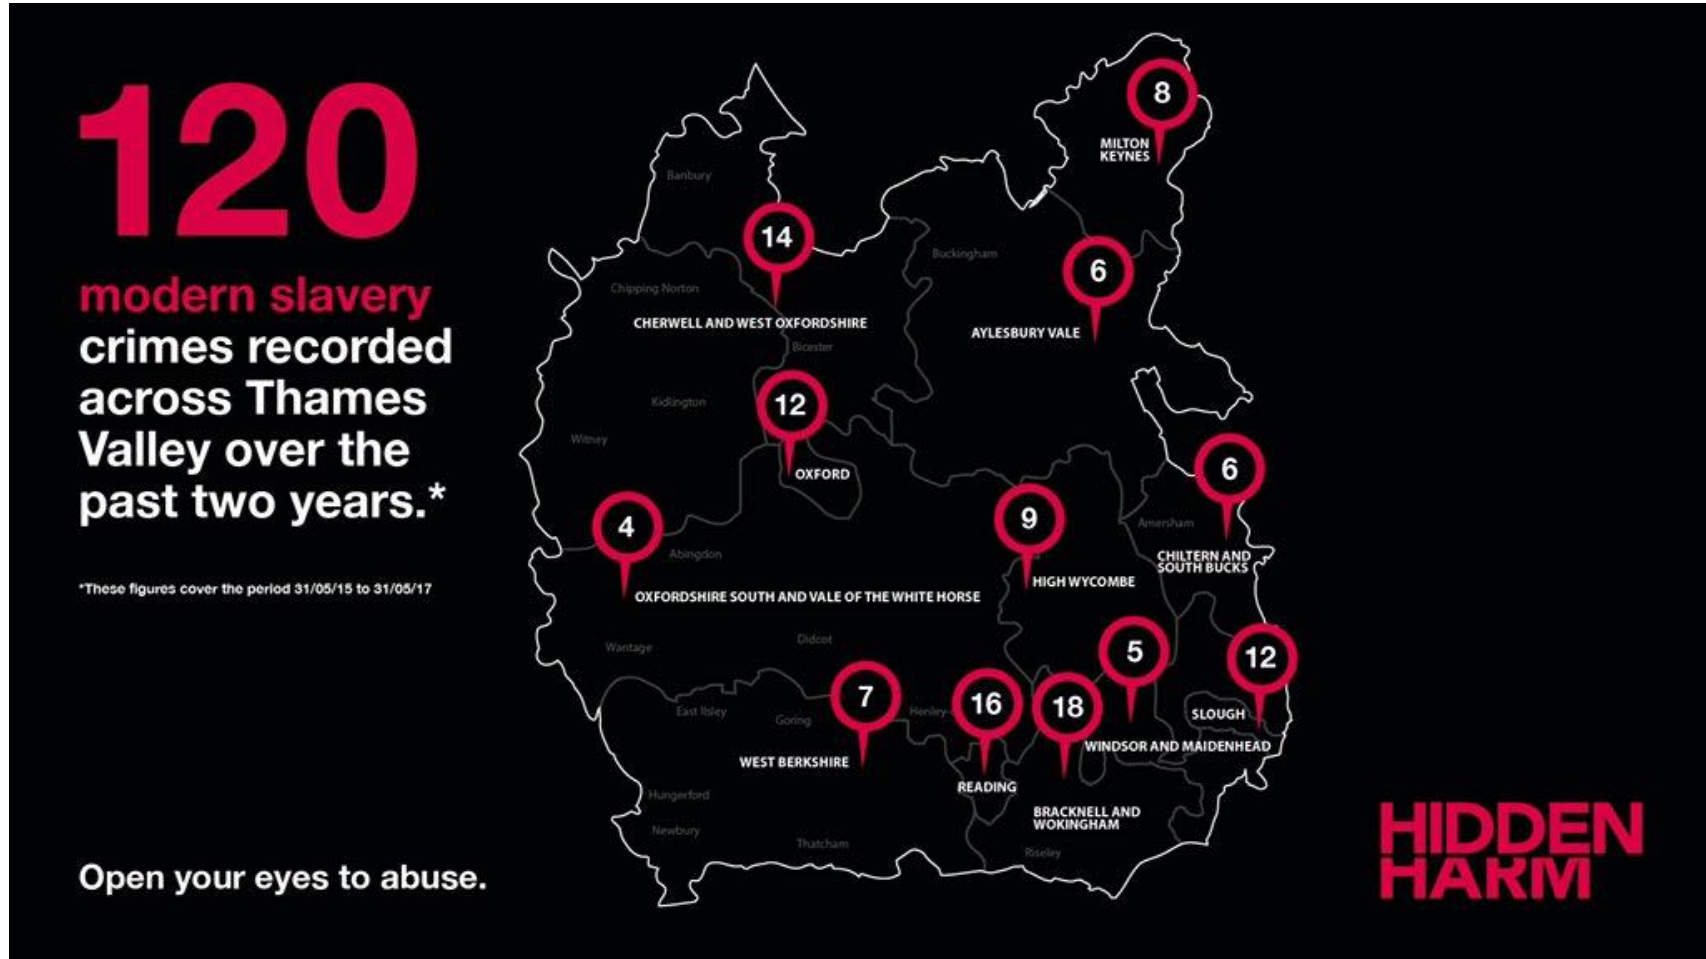 120
modern slavery
crimes recorded
across Thames
Valley over the
past two years.*
*These figures cover the period 31/05/15 to 31/05/17
Open your eyes to abuse.
8
MILTON
KEYNES
Banbury
14
Buckingham
6
Chipping Norton
CHERWELL AND WEST OXFORDSHIRE
AYLESBURY VALE
Bicester
12
Kidlington
Witney
OXFORD
6
4
9
Amersham
Abingdon
CHILTERN AND
SOUTH BUCKS
HIGH WYCOMBE
OXFORDSHIRE SOUTH AND VALE OF THE WHITE HORSE
Didcot
Wantage
5
12
7
16
18
East Ilsley
Goring
Henley-
SLOUGH
WINDSOR AND MAIDENHEAD
WEST BERKSHIRE
READING
Hungerford
BRACKNELL AND
WOKINGHAM
Newbury
Thatcham
Riseley
HIDDEN
HARM